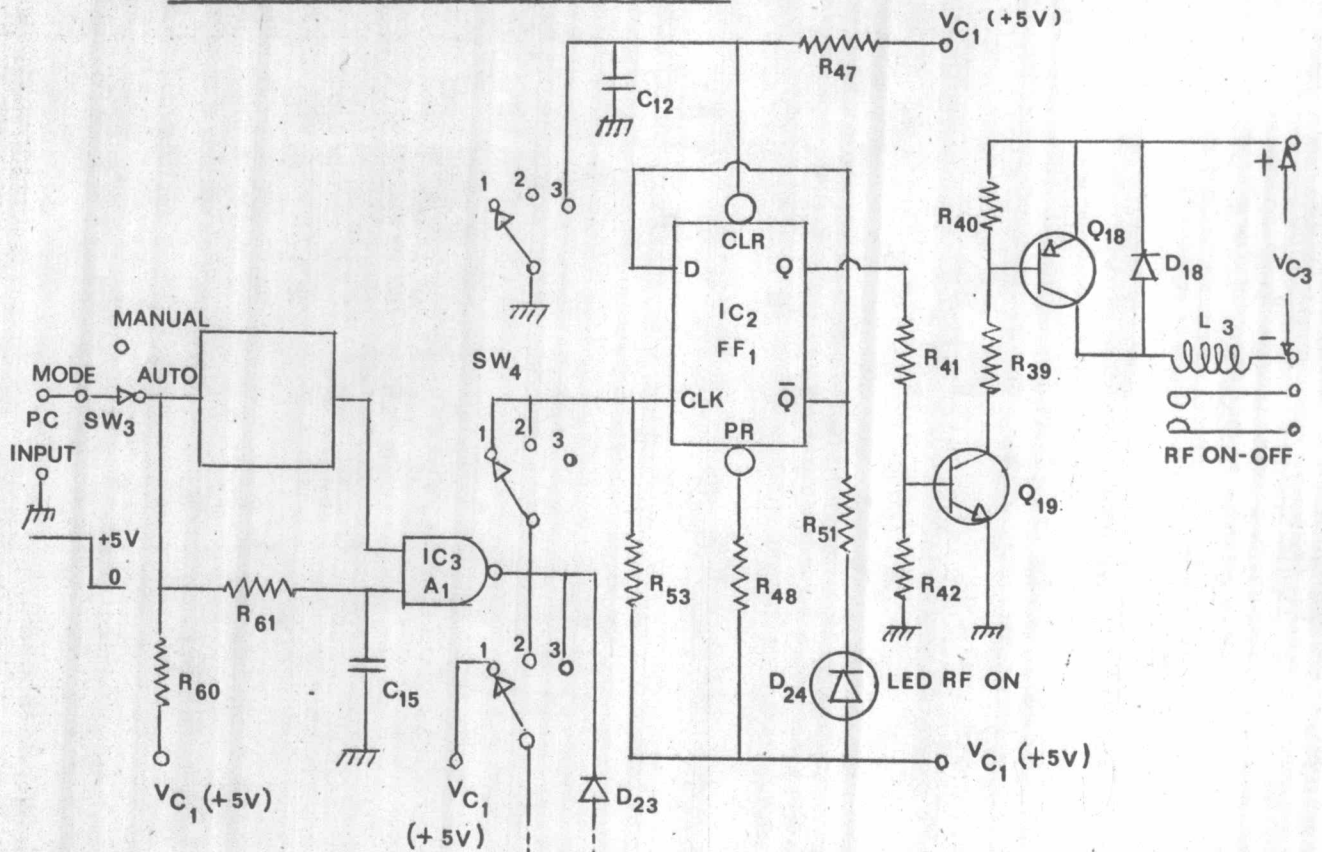 VC1 (+5V)
R47
C12
1 2 3
R40
Q18
D18
+
VC3
-
L3
CLR
D Q
IC2
FF1
CLK Q̅
PR
R41
R39
MANUAL
MODE AUTO
PC SW3
INPUT
SW4
1 2 3
RF ON-OFF
Q19
R51
+5V
0
IC3
A1
R61
R53
R48
R42
R60
C15
1 2 3
D24 LED RF ON
VC1 (+5V)
VC1 (+5V)
VC1
(+5V)
D23